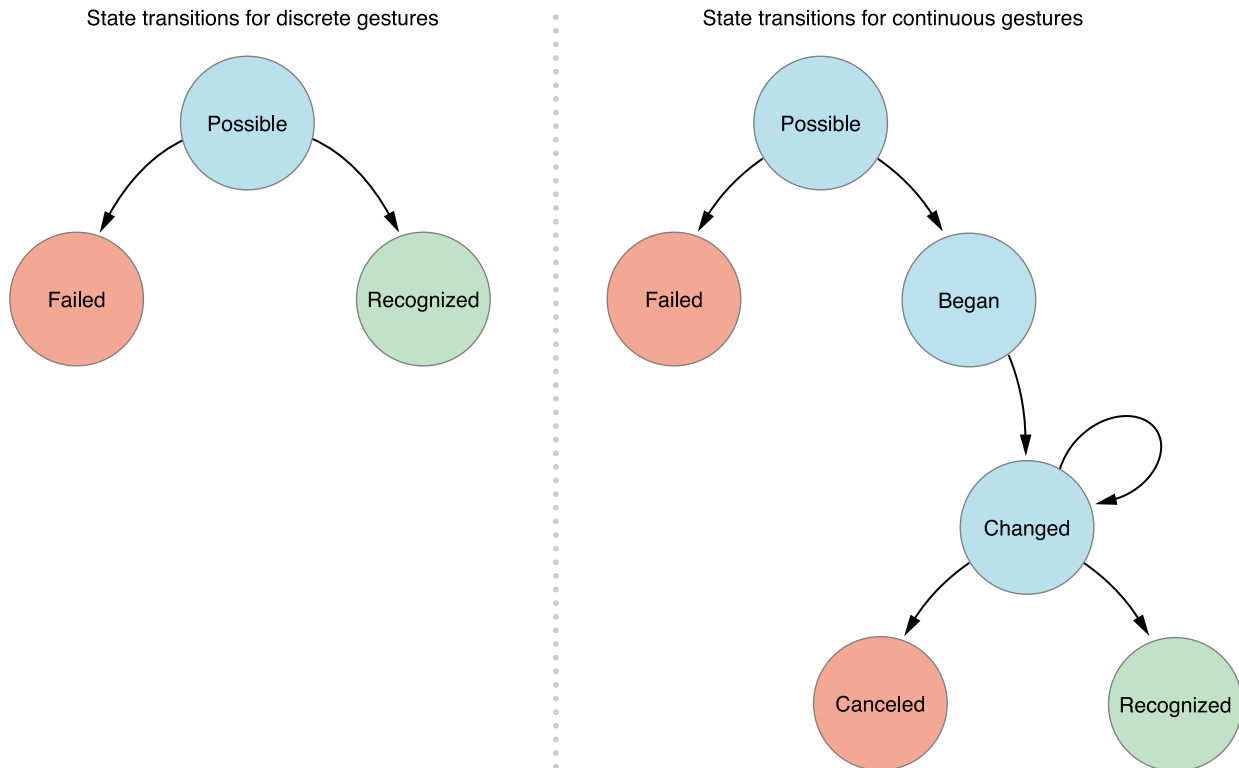 State transitions for discrete gestures
Possible
Failed
Recognized
State transitions for continuous gestures
Possible
Failed
Began
Changed
Canceled
Recognized